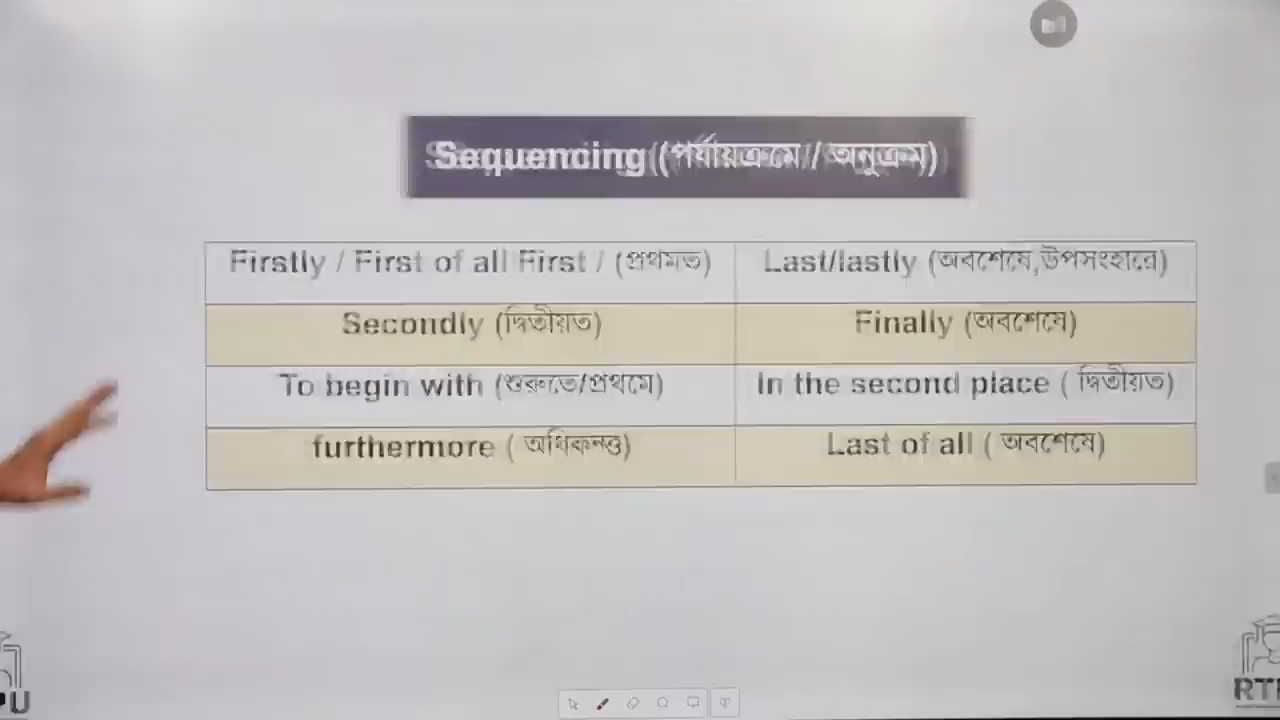 Sequencing (পর্যায়ক্রমে / অনুক্রম)
Firstly / First of all First / (প্রথমত)
Last/lastly (অবশেষে,উপসংহারে)
Secondly (দ্বিতীয়ত)
Finally (অবশেষে)
To begin with (শুরুতে/প্রথমে)
In the second place ( দ্বিতীয়ত)
furthermore ( অধিকন্তু)
Last of all ( অবশেষে)